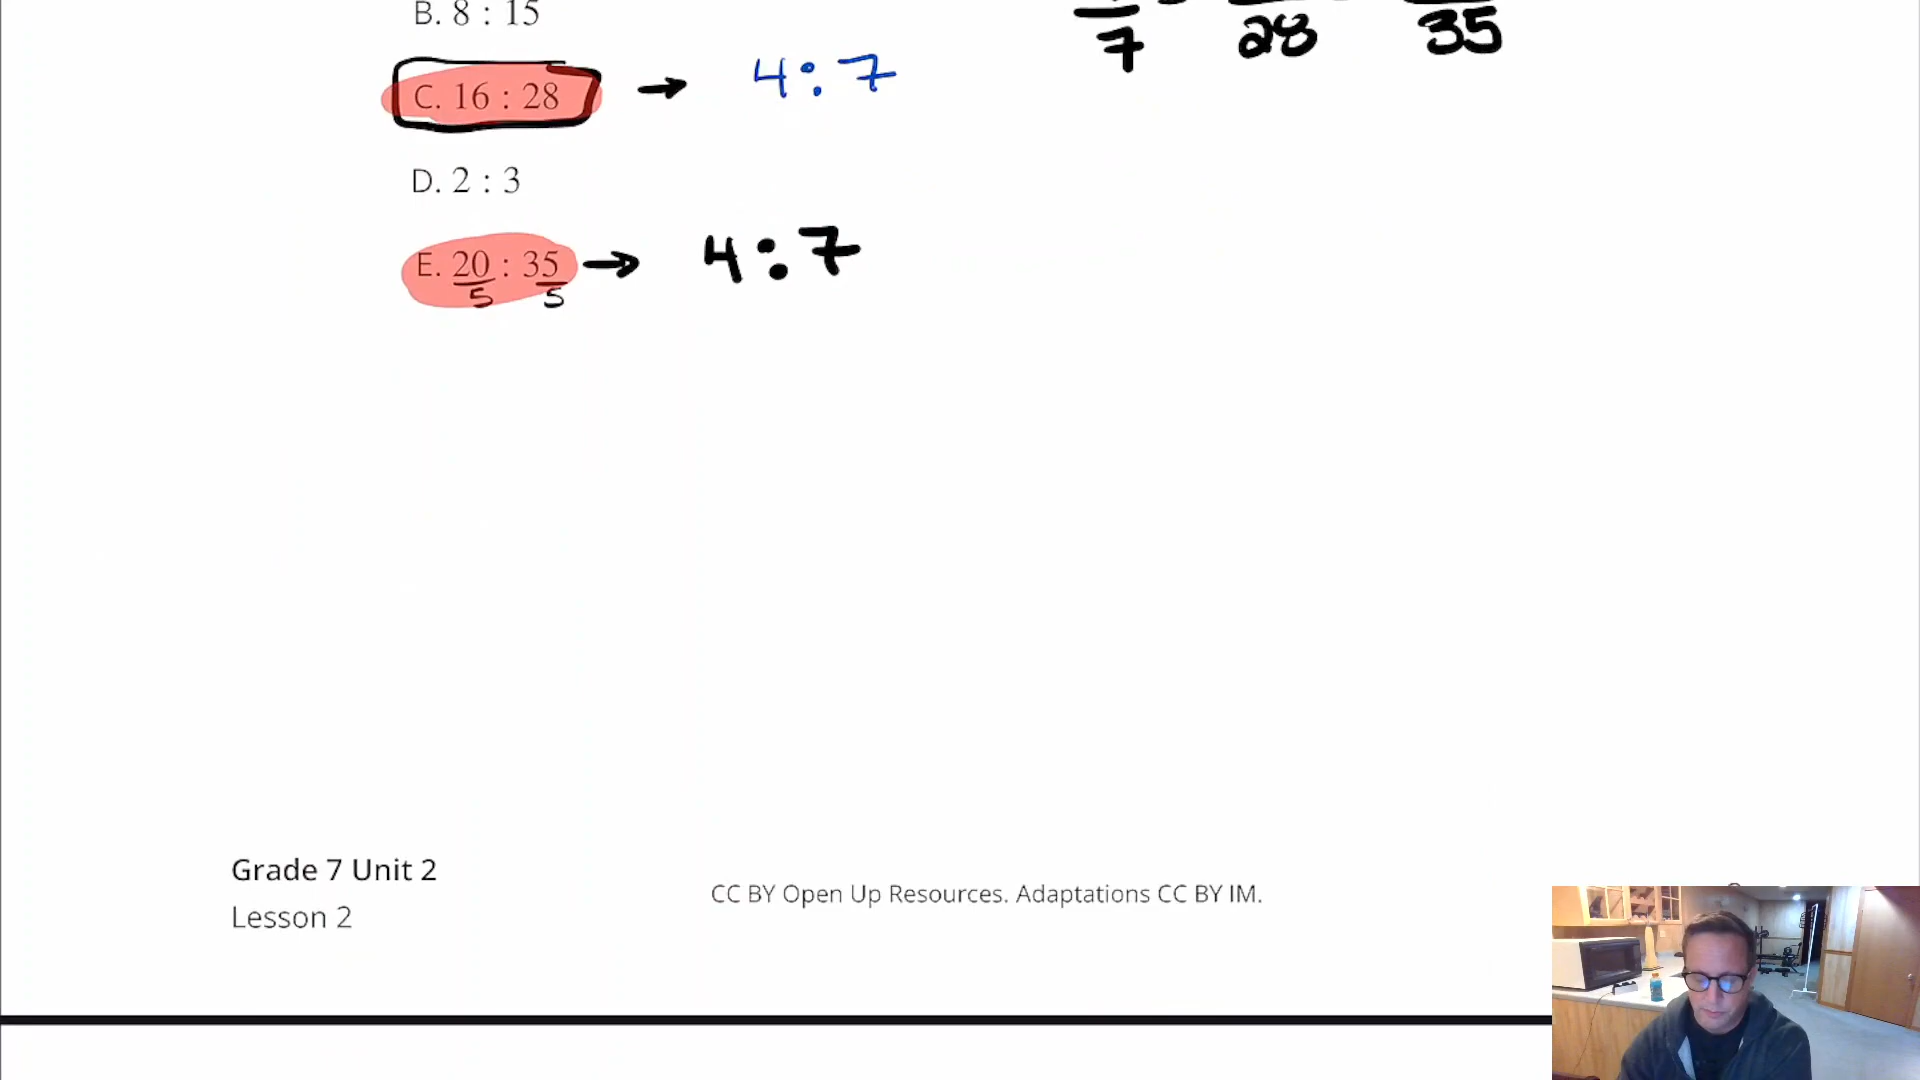 B. 8 : 15
7 28 35
C. 16 : 28 → 4 : 7
D. 2 : 3
E. 20 : 35 → 4 : 7
5 5
Grade 7 Unit 2
Lesson 2
CC BY Open Up Resources. Adaptations CC BY IM.